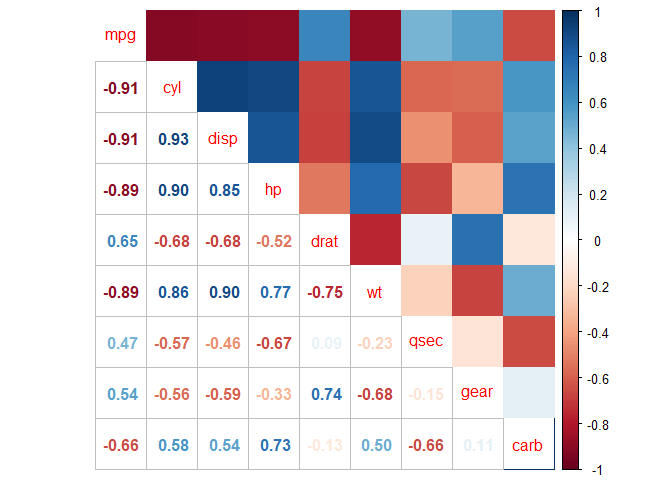 mpg
-0.91 cyl
-0.91 0.93 disp
-0.89 0.90 0.85 hp
0.65 -0.68 -0.68 -0.52 drat
-0.89 0.86 0.90 0.77 -0.75 wt
0.47 -0.57 -0.46 -0.67 0.09 -0.23 qsec
0.54 -0.56 -0.59 -0.33 0.74 -0.68 -0.15 gear
-0.66 0.58 0.54 0.73 -0.13 0.50 -0.66 0.11 carb
1
0.8
0.6
0.4
0.2
0
-0.2
-0.4
-0.6
-0.8
-1